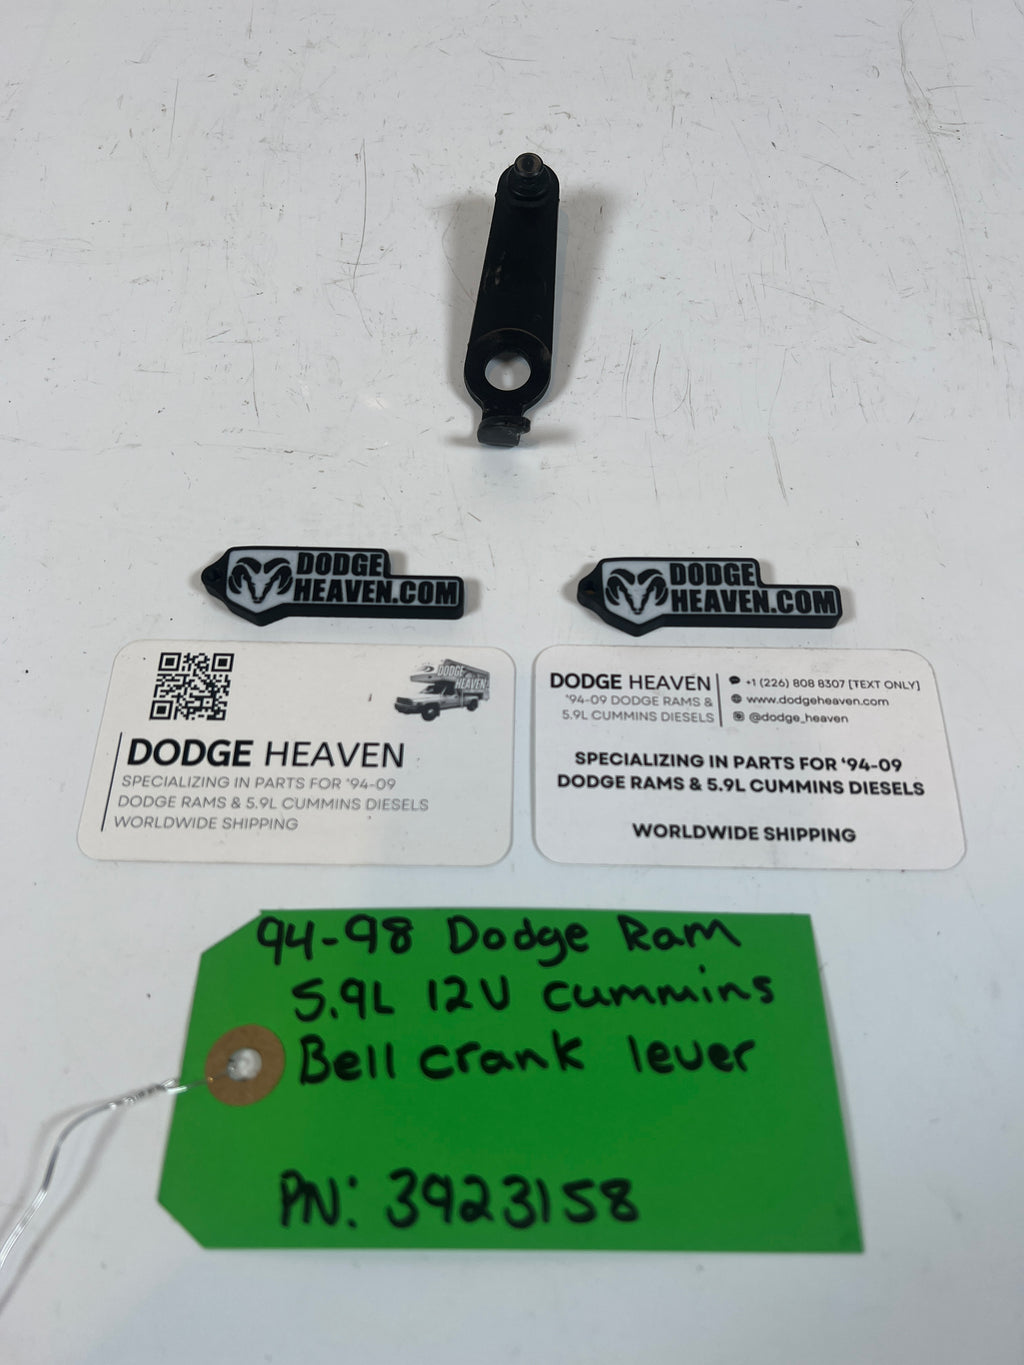 DODGE
HEAVEN.COM
DODGE
HEAVEN.COM
DODGE
HEAVEN
DODGE HEAVEN
SPECIALIZING IN PARTS FOR '94-09
DODGE RAMS & 5.9L CUMMINS DIESELS
WORLDWIDE SHIPPING
DODGE HEAVEN
'94-09 DODGE RAMS &
5.9L CUMMINS DIESELS
+1 (226) 808 8307 [TEXT ONLY]
www.dodgeheaven.com
@dodge_heaven
SPECIALIZING IN PARTS FOR '94-09
DODGE RAMS & 5.9L CUMMINS DIESELS
WORLDWIDE SHIPPING
94-98 Dodge Ram
5.9L 12V Cummins
Bell crank lever
PN: 3923158